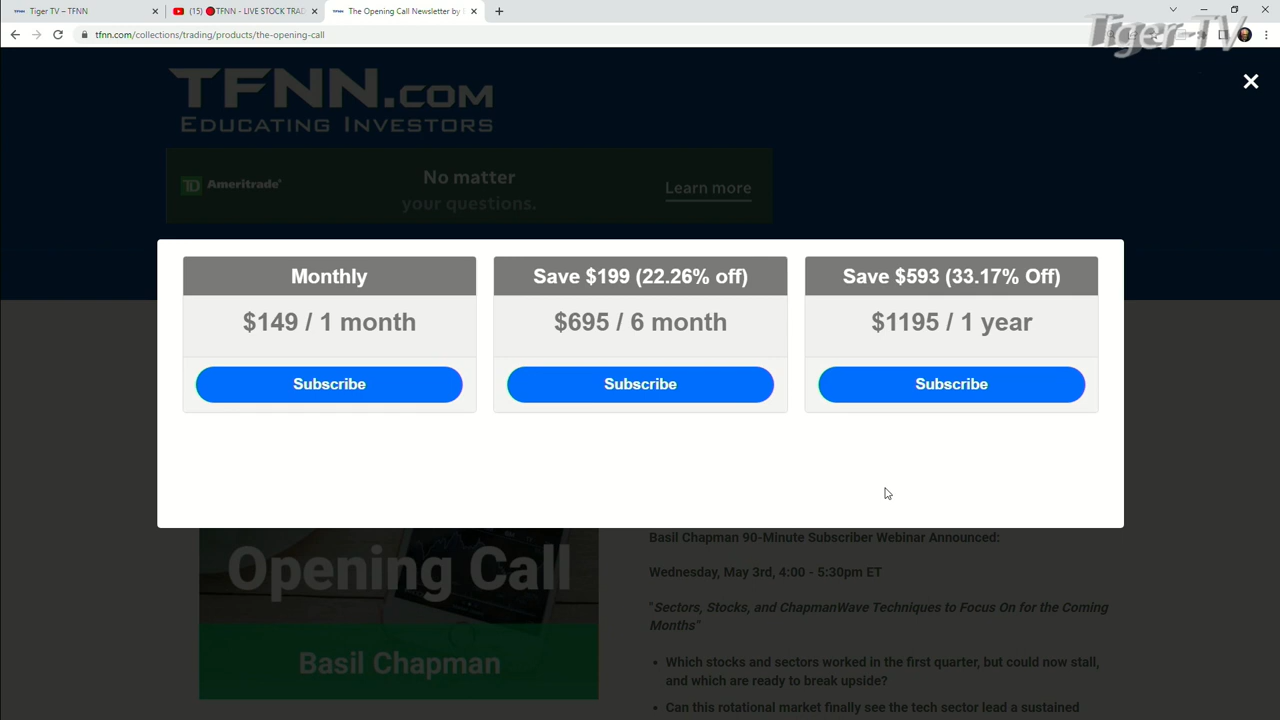 Tiger TV – TFNN
(15) 🔴TFNN - LIVE STOCK TRAD
The Opening Call Newsletter by
tfnn.com/collections/trading/products/the-opening-call
Tiger-TV
TFNN.com
Educating Investors
TD Ameritrade
No matter
your questions.
Learn more
Monthly
$149 / 1 month
Subscribe
Save $199 (22.26% off)
$695 / 6 month
Subscribe
Save $593 (33.17% Off)
$1195 / 1 year
Subscribe
Opening Call
Basil Chapman
Basil Chapman 90-Minute Subscriber Webinar Announced:
Wednesday, May 3rd, 4:00 - 5:30pm ET
"Sectors, Stocks, and ChapmanWave Techniques to Focus On for the Coming
Months"
• Which stocks and sectors worked in the first quarter, but could now stall,
and which are ready to break upside?
• Can this rotational market finally see the tech sector lead a sustained